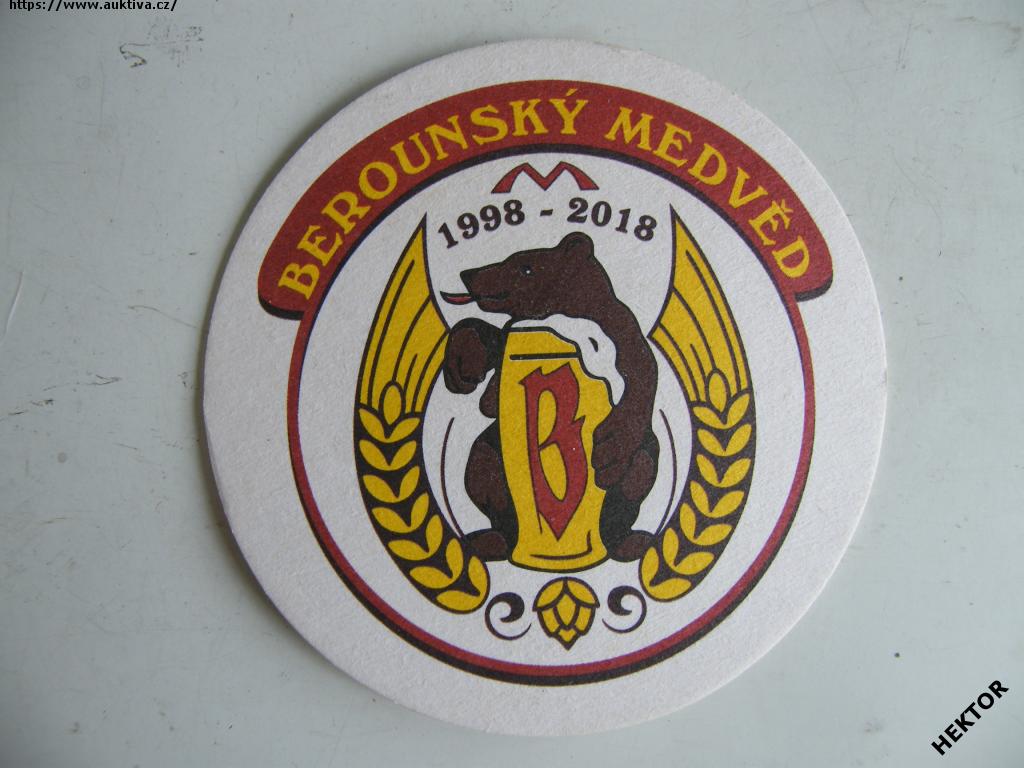 https://www.auktiva.cz/
BEROUNSKÝ MEDVĚD
M
1998 - 2018
B
HEKTOR